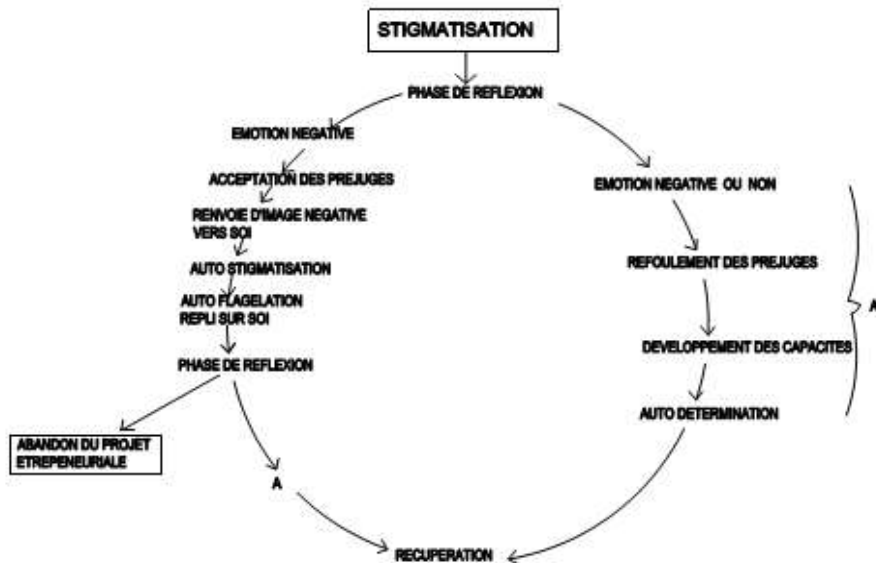 STIGMATISATION
PHASE DE REFLEXION
EMOTION NEGATIVE
ACCEPTATION DES PREJUGES
RENVOIE D'IMAGE NEGATIVE
VERS SOI
AUTO STIGMATISATION
AUTO FLAGELATION
REPLI SUR SOI
PHASE DE REFLEXION
ABANDON DU PROJET
ETREPENEURIALE
A
RECUPERATION
EMOTION NEGATIVE OU NON
REFOULEMENT DES PREJUGES
DEVELOPPEMENT DES CAPACITES
AUTO DETERMINATION
A